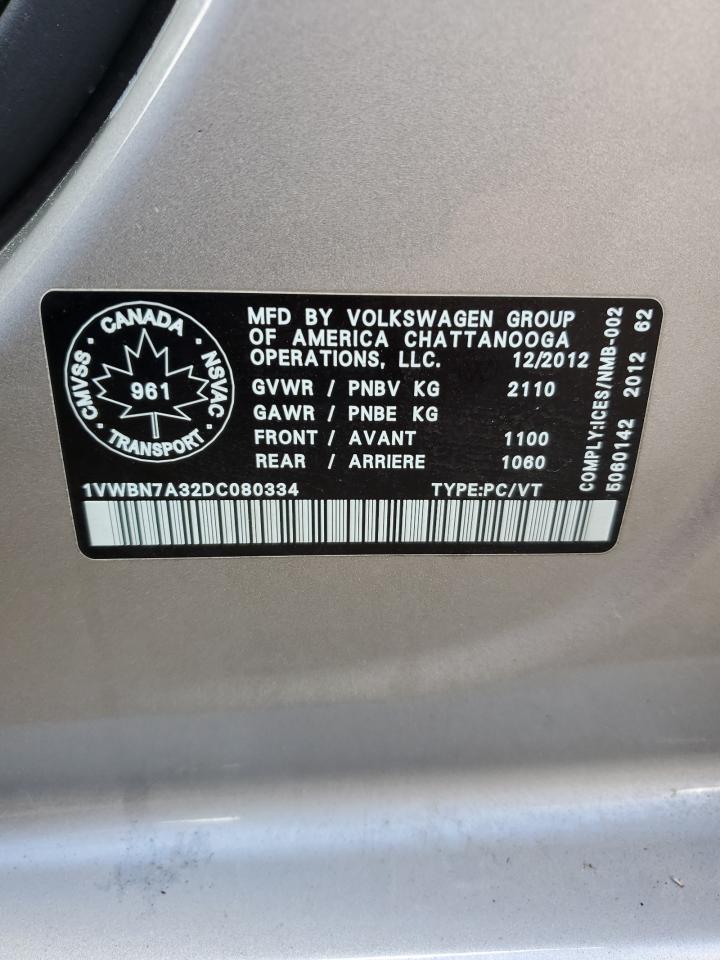 CANADA
CMVSS · NSVAC
961
TRANSPORT
MFD BY VOLKSWAGEN GROUP
OF AMERICA CHATTANOOGA
OPERATIONS, LLC. 12/2012
GVWR / PNBV KG 2110
GAWR / PNBE KG
FRONT / AVANT 1100
REAR / ARRIERE 1060
1VWBN7A32DC080334 TYPE:PC/VT
COMPLY:ICES/NMB-002
5060142 2012 62